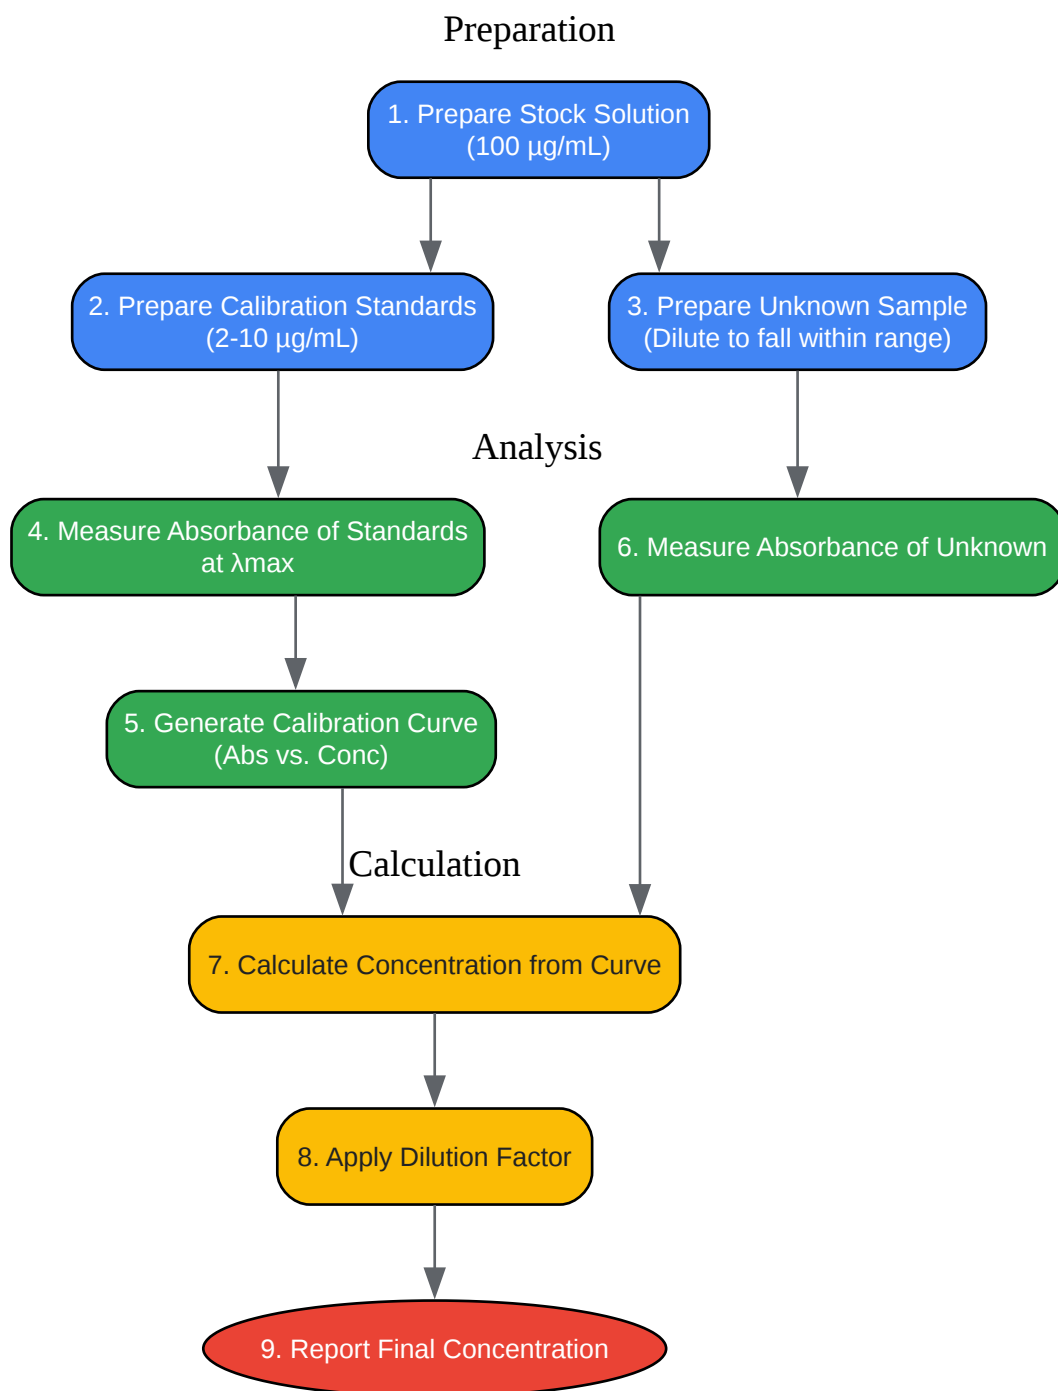 Preparation
1. Prepare Stock Solution
(100 µg/mL)
2. Prepare Calibration Standards
(2-10 µg/mL)
3. Prepare Unknown Sample
(Dilute to fall within range)
Analysis
4. Measure Absorbance of Standards
at λmax
6. Measure Absorbance of Unknown
5. Generate Calibration Curve
(Abs vs. Conc)
Calculation
7. Calculate Concentration from Curve
8. Apply Dilution Factor
9. Report Final Concentration